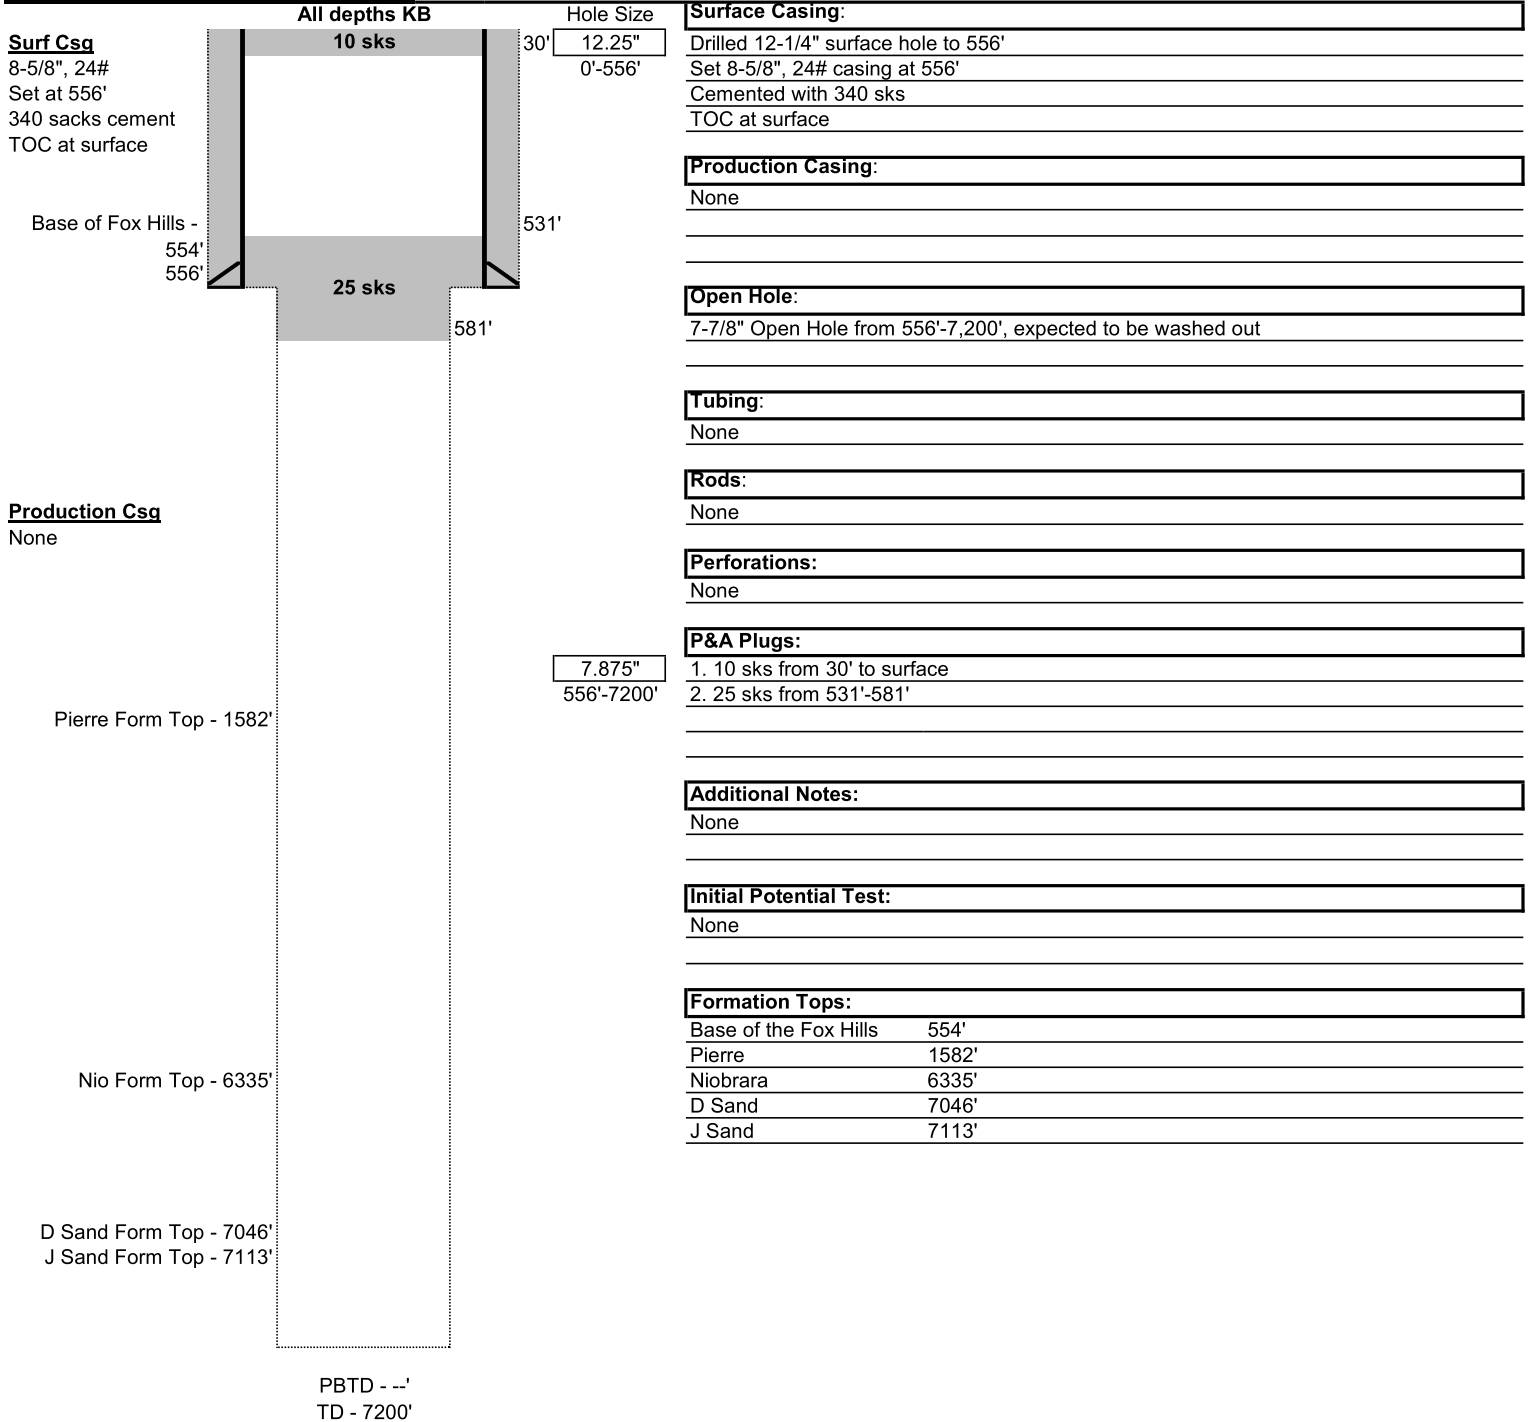 All depths KB
Hole Size
Surf Csg
8-5/8", 24#
Set at 556'
340 sacks cement
TOC at surface
10 sks
30'
12.25"
0'-556'
Base of Fox Hills -
554'
556'
531'
25 sks
581'
Production Csg
None
7.875"
556'-7200'
Pierre Form Top - 1582'
Nio Form Top - 6335'
D Sand Form Top - 7046'
J Sand Form Top - 7113'
PBTD - --'
TD - 7200'
Surface Casing:
Drilled 12-1/4" surface hole to 556'
Set 8-5/8", 24# casing at 556'
Cemented with 340 sks
TOC at surface
Production Casing:
None
Open Hole:
7-7/8" Open Hole from 556'-7,200', expected to be washed out
Tubing:
None
Rods:
None
Perforations:
None
P&A Plugs:
1. 10 sks from 30' to surface
2. 25 sks from 531'-581'
Additional Notes:
None
Initial Potential Test:
None
Formation Tops:
Base of the Fox Hills 554'
Pierre 1582'
Niobrara 6335'
D Sand 7046'
J Sand 7113'